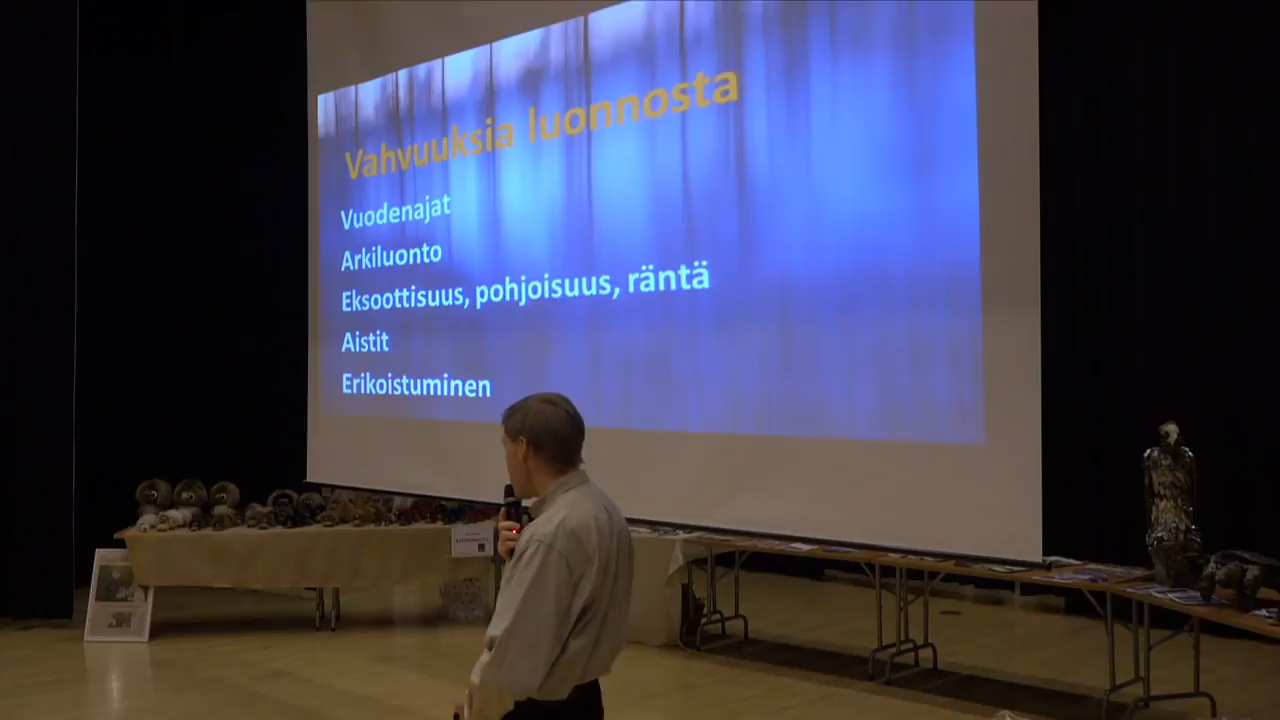 Vahvuuksia luonnosta
Vuodenajat
Arkiluonto
Eksoottisuus, pohjoisuus, räntä
Aistit
Erikoistuminen